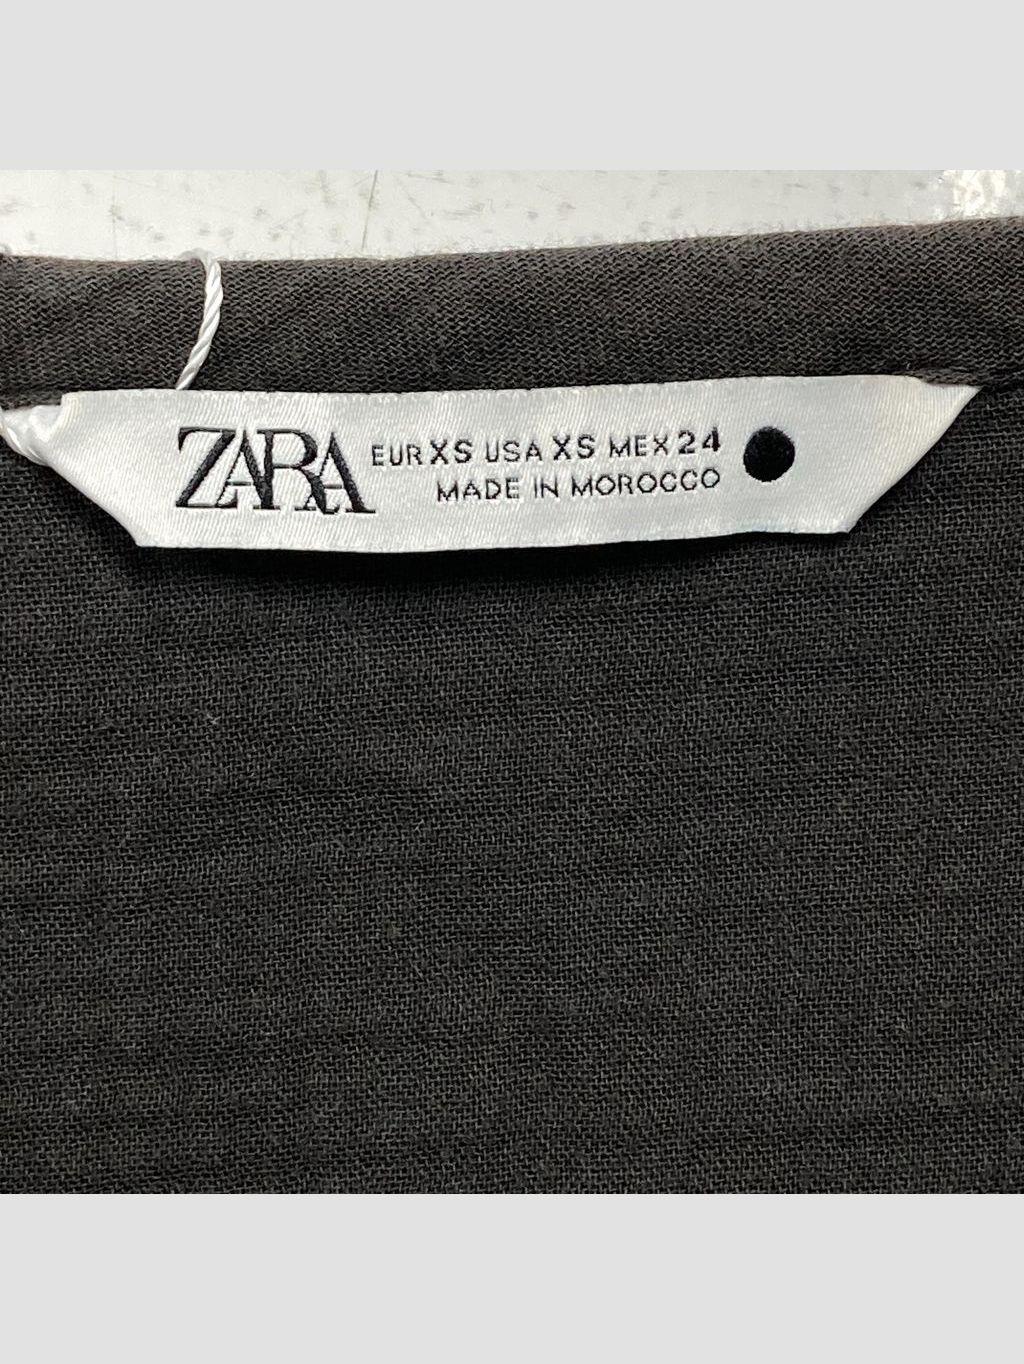 ZARA
EUR XS USA XS MEX 24
MADE IN MOROCCO